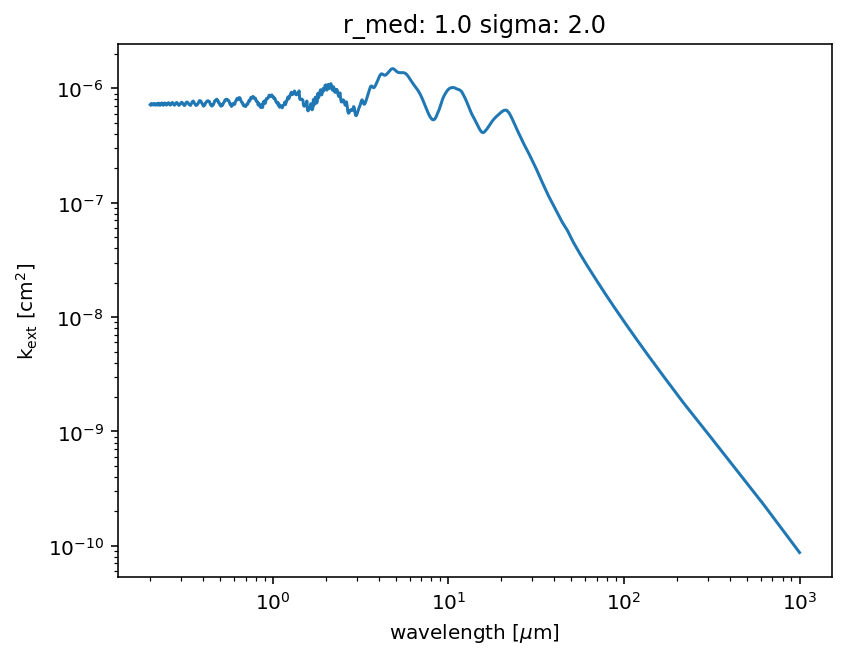 r_med: 1.0 sigma: 2.0
10⁻⁶
10⁻⁷
10⁻⁸
10⁻⁹
10⁻¹⁰
k_ext [cm²]
10⁰ 10¹ 10² 10³
wavelength [μm]